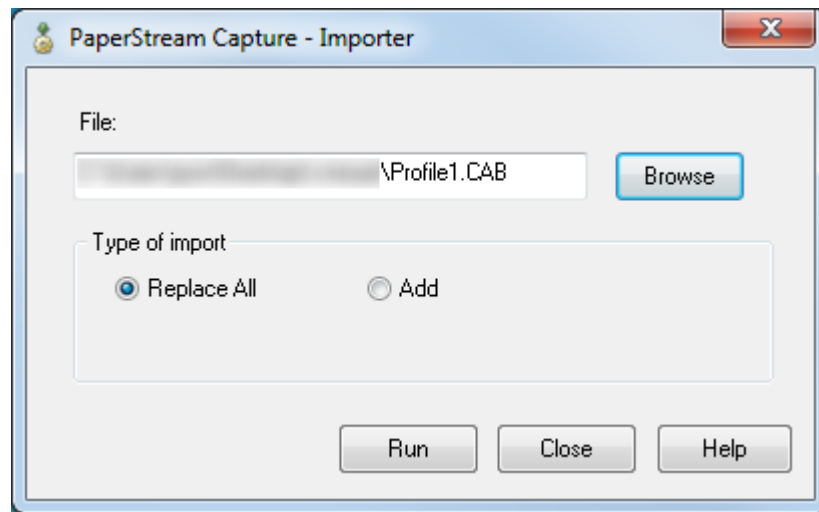 PaperStream Capture - Importer
File:
\Profile1.CAB
Browse
Type of import
Replace All
Add
Run
Close
Help